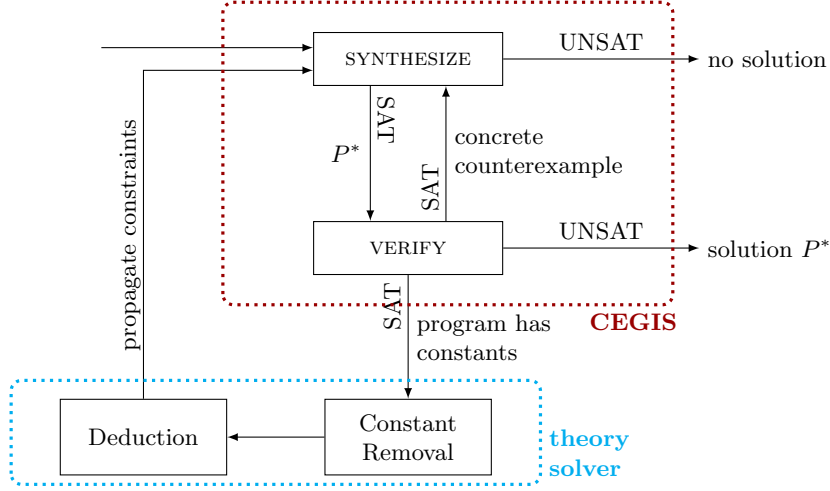 SYNTHESIZE
UNSAT
no solution
SAT
P*
concrete
counterexample
SAT
propagate constraints
VERIFY
UNSAT
solution P*
SAT
program has
constants
CEGIS
Deduction
Constant
Removal
theory
solver